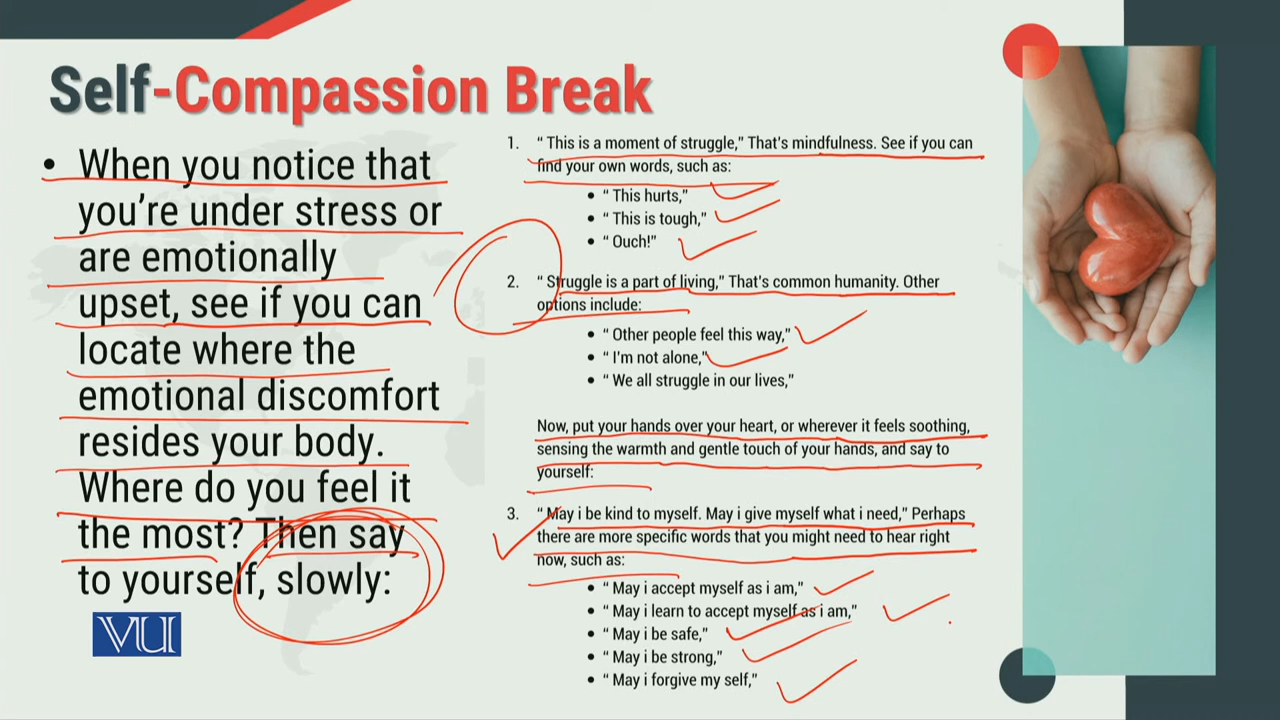 Self-Compassion Break
• When you notice that
you’re under stress or
are emotionally
upset, see if you can
locate where the
emotional discomfort
resides your body.
Where do you feel it
the most? Then say
to yourself, slowly:
VU
1. “ This is a moment of struggle,” That's mindfulness. See if you can
find your own words, such as:
• “ This hurts,”
• “ This is tough,”
• “ Ouch!”
2. “ Struggle is a part of living,” That's common humanity. Other
options include:
• “ Other people feel this way,”
• “ I'm not alone,”
• “ We all struggle in our lives,”
Now, put your hands over your heart, or wherever it feels soothing,
sensing the warmth and gentle touch of your hands, and say to
yourself:
3. “ May i be kind to myself. May i give myself what i need,” Perhaps
there are more specific words that you might need to hear right
now, such as:
• “ May i accept myself as i am,”
• “ May i learn to accept myself as i am,”
• “ May i be safe,”
• “ May i be strong,”
• “ May i forgive my self,”